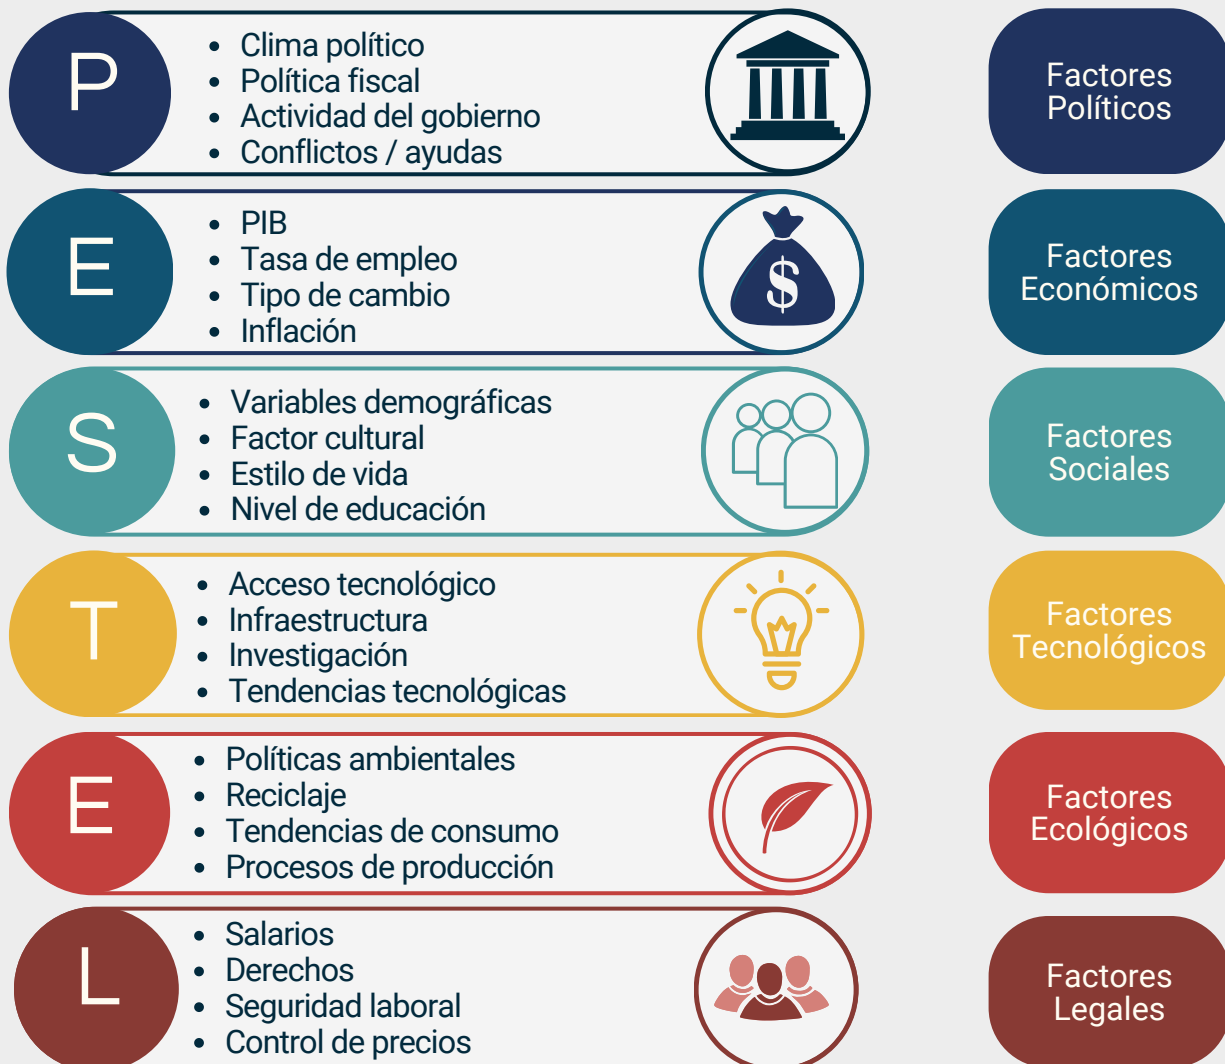 P
• Clima político
• Política fiscal
• Actividad del gobierno
• Conflictos / ayudas
$
Factores
Políticos
E
• PIB
• Tasa de empleo
• Tipo de cambio
• Inflación
Factores
Económicos
S
• Variables demográficas
• Factor cultural
• Estilo de vida
• Nivel de educación
Factores
Sociales
T
• Acceso tecnológico
• Infraestructura
• Investigación
• Tendencias tecnológicas
Factores
Tecnológicos
E
• Políticas ambientales
• Reciclaje
• Tendencias de consumo
• Procesos de producción
Factores
Ecológicos
L
• Salarios
• Derechos
• Seguridad laboral
• Control de precios
Factores
Legales